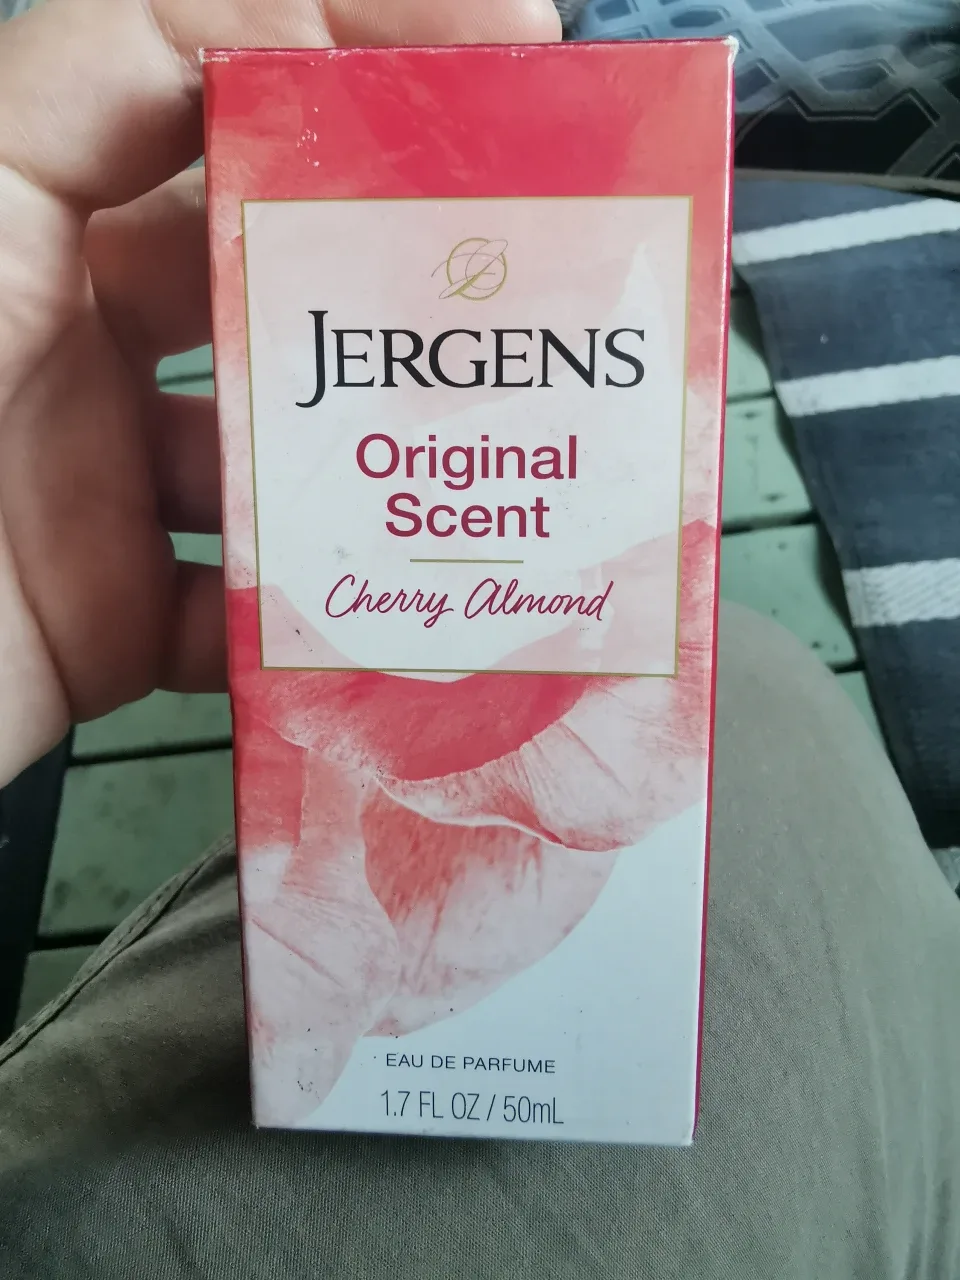 JERGENS
Original
Scent
Cherry Almond
EAU DE PARFUME
1.7 FL OZ / 50mL